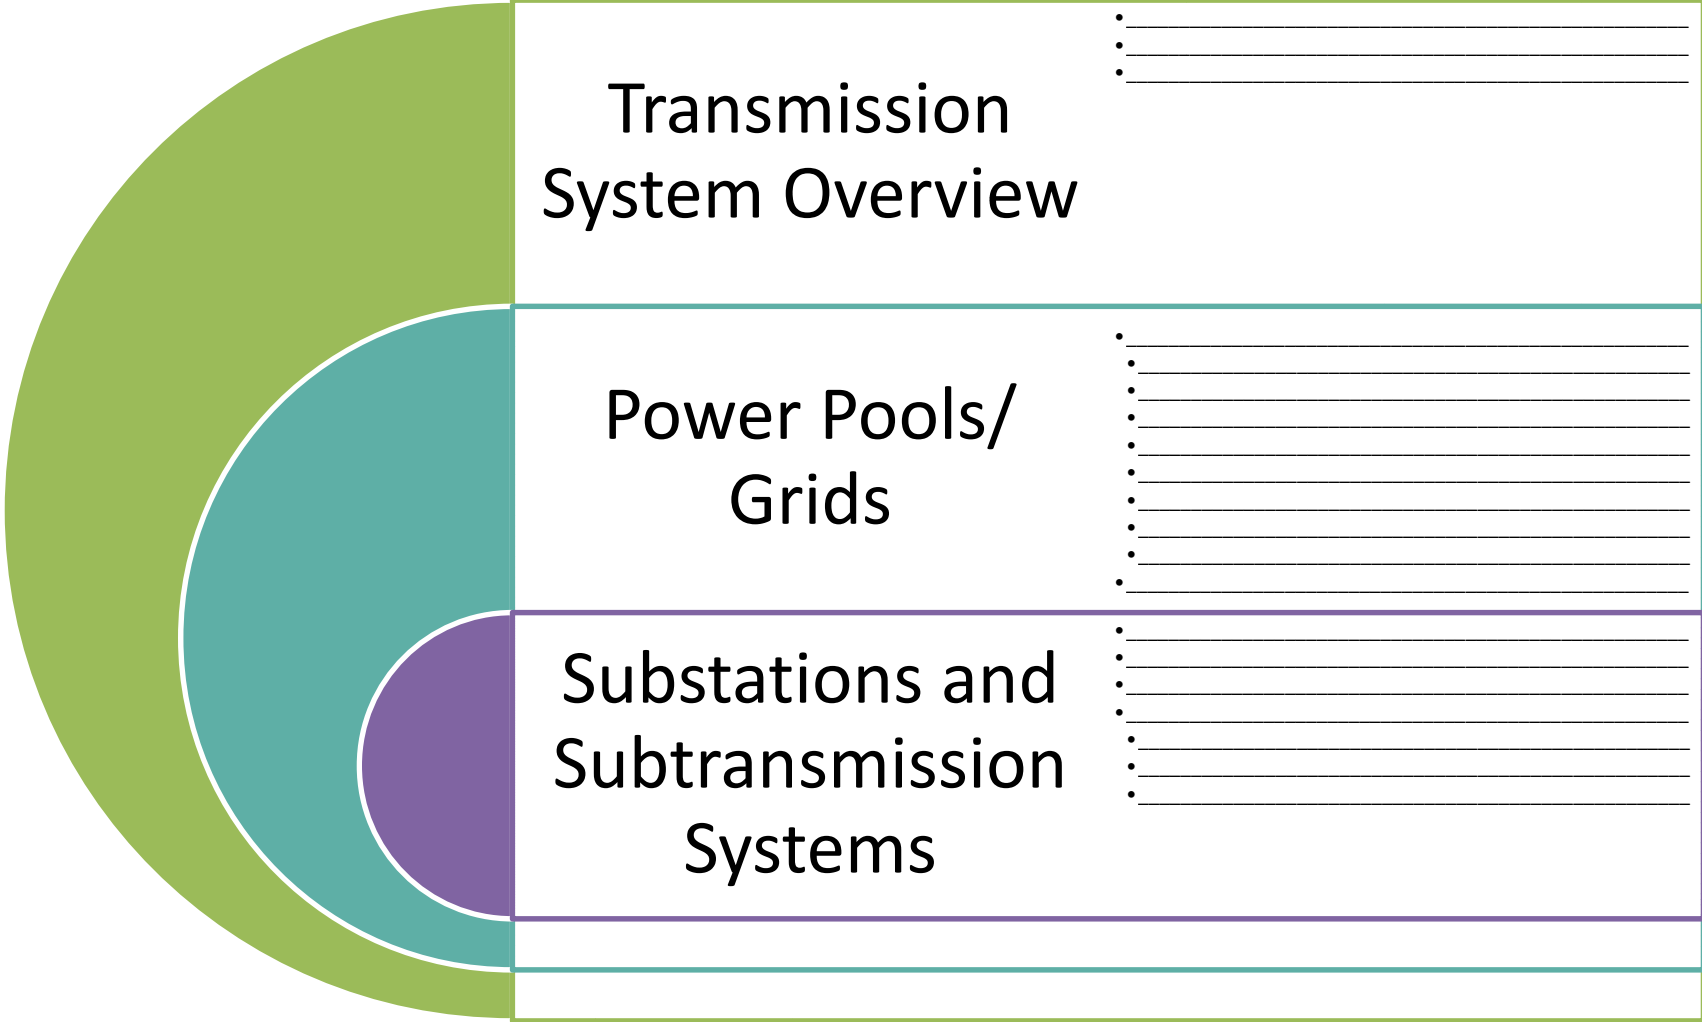 Transmission
System Overview
•
•
•
Power Pools/
Grids
•
•
•
•
•
•
•
•
•
•
Substations and
Subtransmission
Systems
•
•
•
•
•
•
•